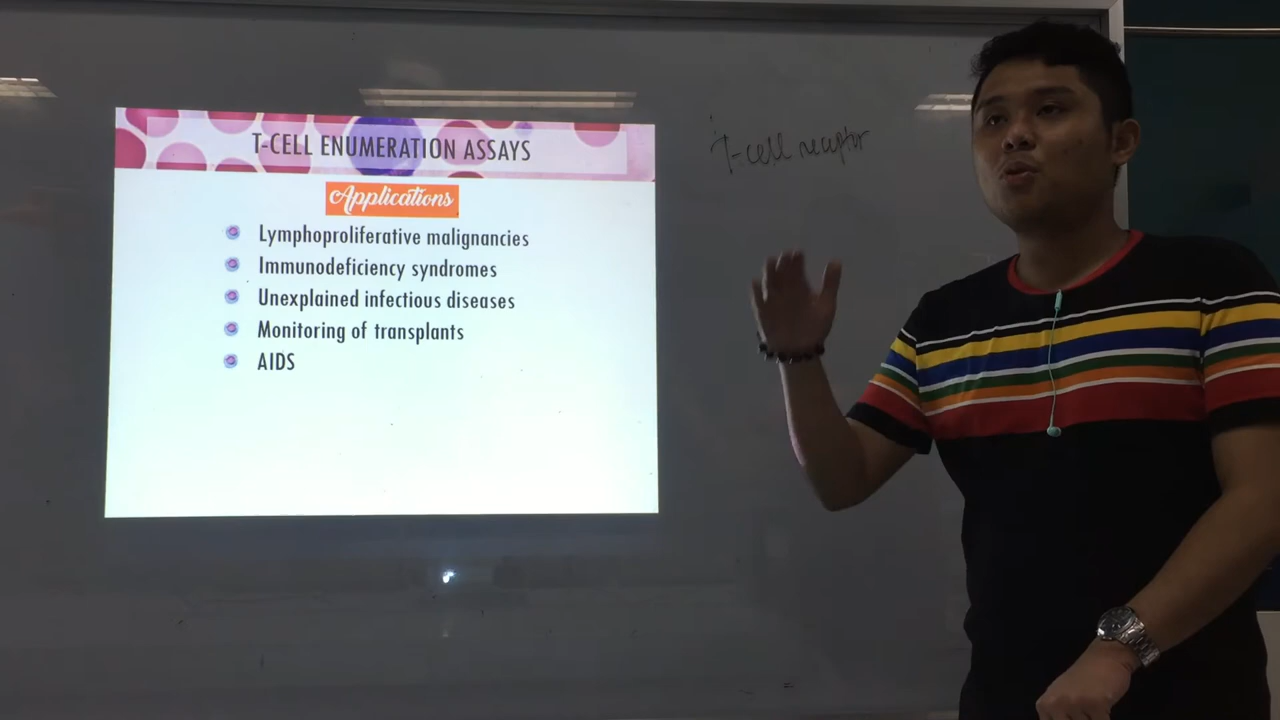 T-CELL ENUMERATION ASSAYS
Applications
Lymphoproliferative malignancies
Immunodeficiency syndromes
Unexplained infectious diseases
Monitoring of transplants
AIDS
T-cell receptor